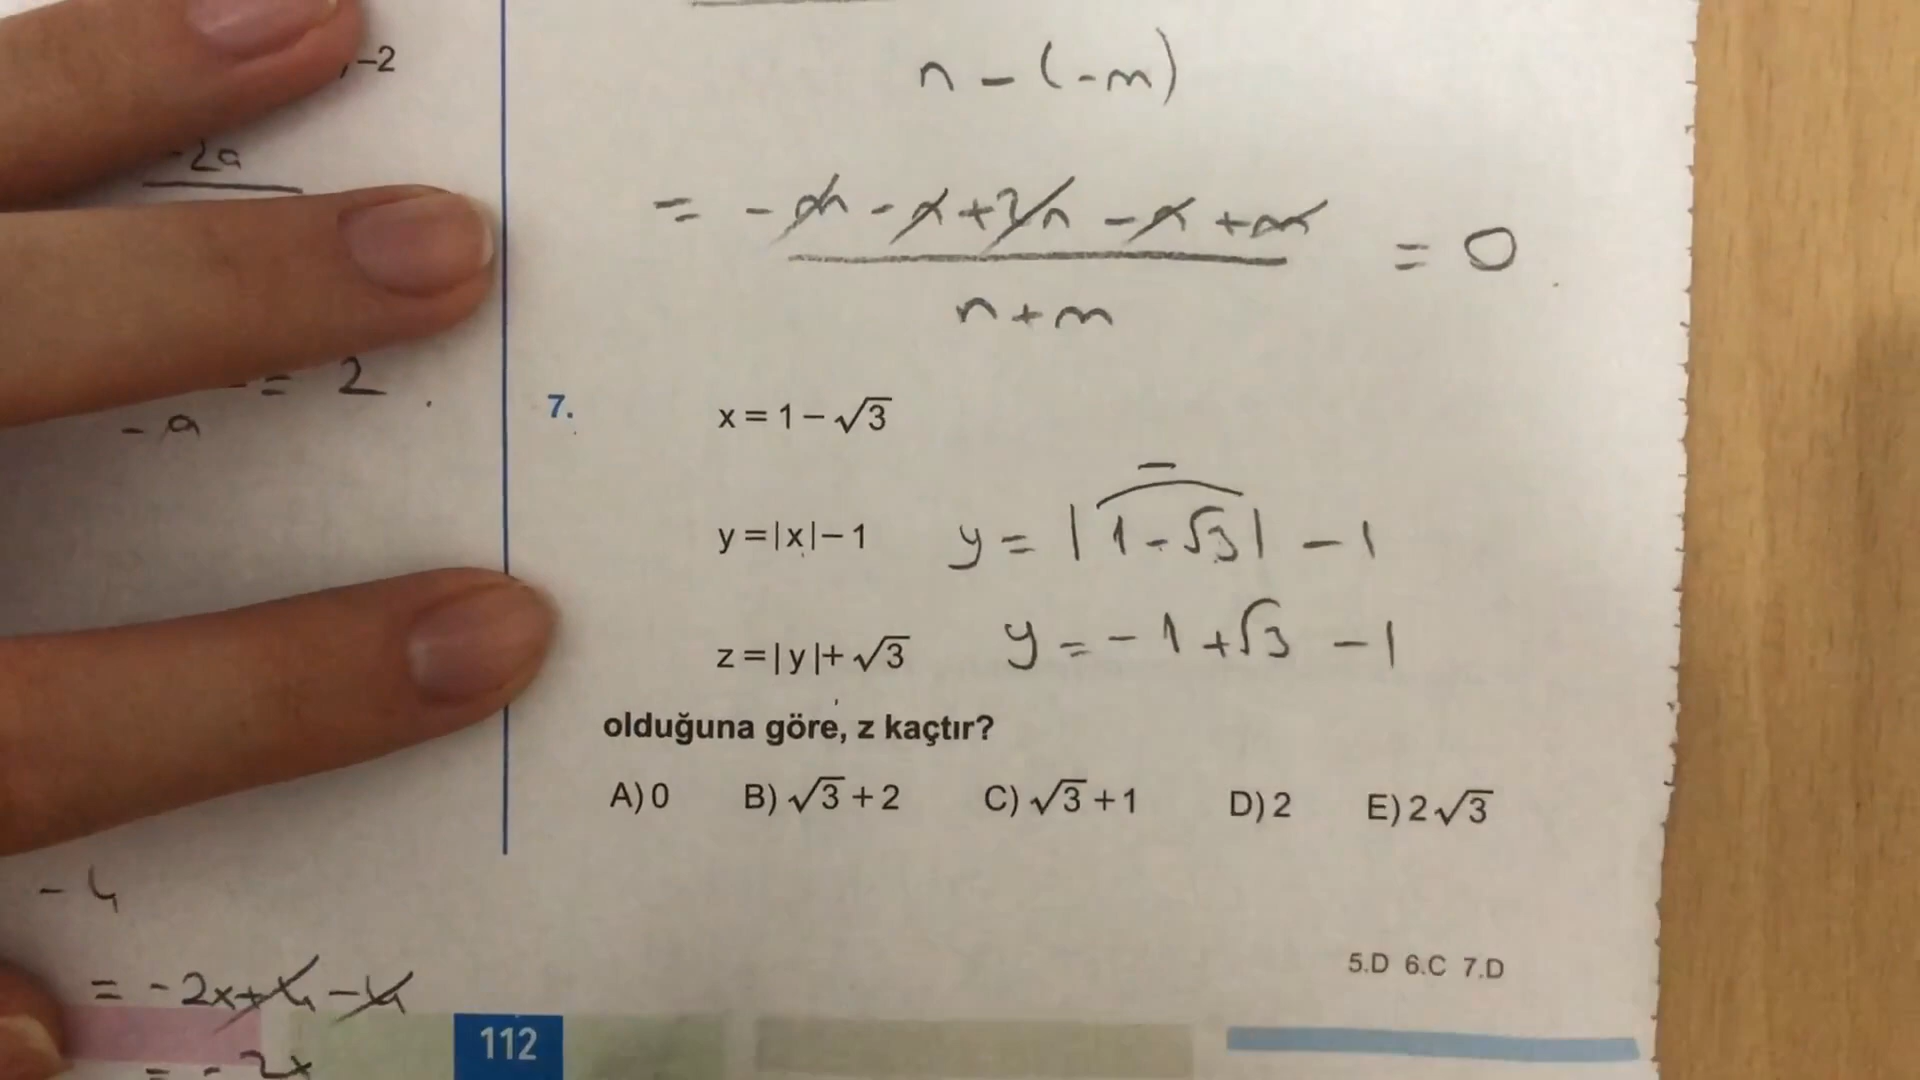 , -2
-2a
= 2
-a
-4
= -2x+4-4
= -2x
n - (-m)
= -m - n + 2n - n + m = 0
n+m
7. x = 1 - √3
y = |x| - 1 y = |1 - √3| - 1
z = |y| + √3 y = -1 + √3 - 1
olduğuna göre, z kaçtır?
A) 0 B) √3 + 2 C) √3 + 1 D) 2 E) 2√3
5.D 6.C 7.D
112